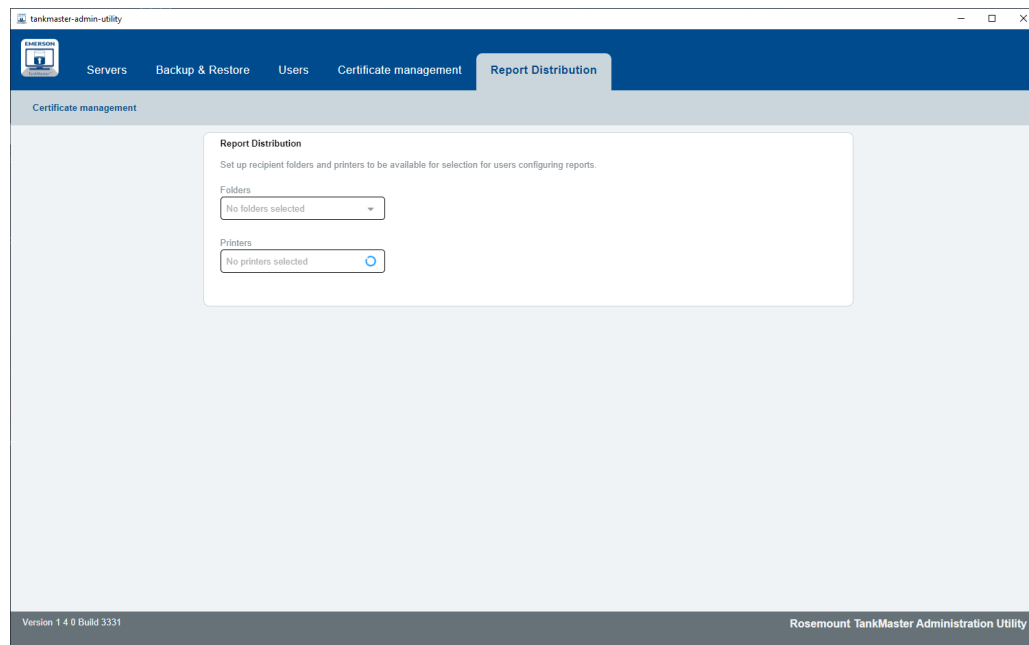 tankmaster-admin-utility
EMERSON
Servers Backup & Restore Users Certificate management Report Distribution
Certificate management
Report Distribution
Set up recipient folders and printers to be available for selection for users configuring reports.
Folders
No folders selected
Printers
No printers selected
Version 1 4 0 Build 3331
Rosemount TankMaster Administration Utility